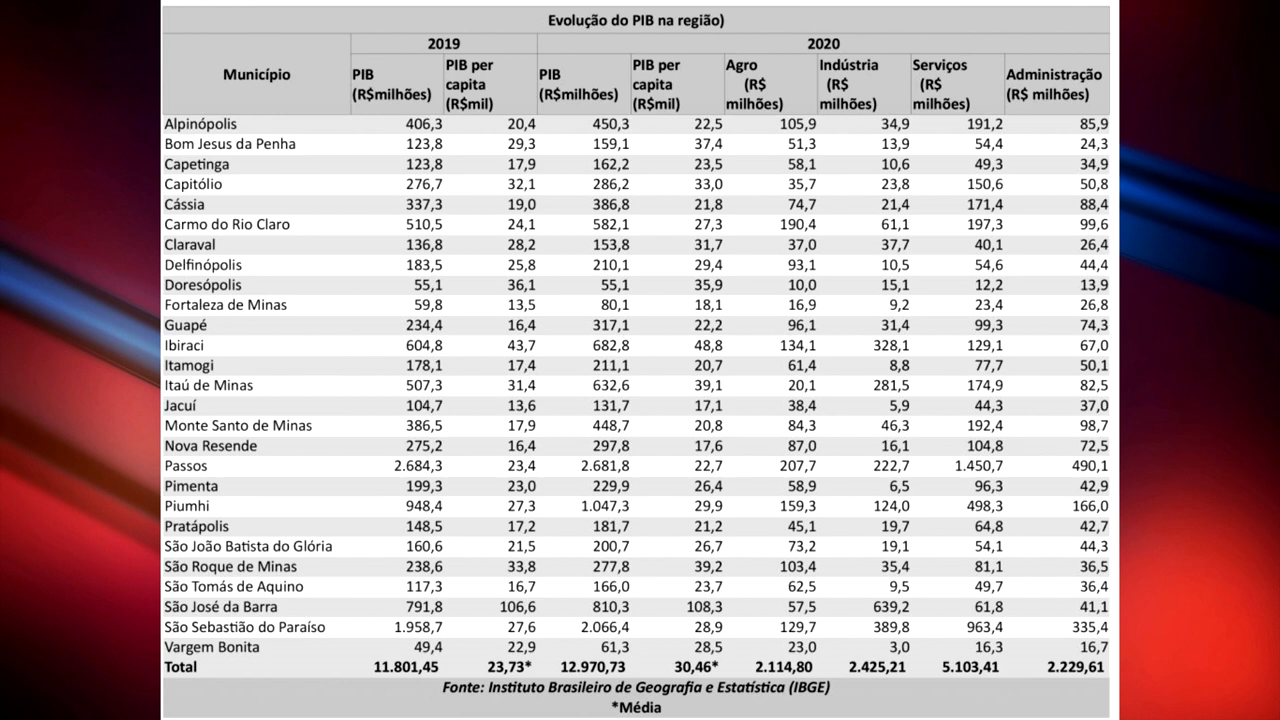 Evolução do PIB na região)
2019 2020
Município PIB (R$milhões) PIB per capita (R$mil) PIB (R$milhões) PIB per capita (R$mil) Agro (R$ milhões) Indústria (R$ milhões) Serviços (R$ milhões) Administração (R$ milhões)
Alpinópolis 406,3 20,4 450,3 22,5 105,9 34,9 191,2 85,9
Bom Jesus da Penha 123,8 29,3 159,1 37,4 51,3 13,9 54,4 24,3
Capetinga 123,8 17,9 162,2 23,5 58,1 10,6 49,3 34,9
Capitólio 276,7 32,1 286,2 33,0 35,7 23,8 150,6 50,8
Cássia 337,3 19,0 386,8 21,8 74,7 21,4 171,4 88,4
Carmo do Rio Claro 510,5 24,1 582,1 27,3 190,4 61,1 197,3 99,6
Claraval 136,8 28,2 153,8 31,7 37,0 37,7 40,1 26,4
Delfinópolis 183,5 25,8 210,1 29,4 93,1 10,5 54,6 44,4
Doresópolis 55,1 36,1 55,1 35,9 10,0 15,1 12,2 13,9
Fortaleza de Minas 59,8 13,5 80,1 18,1 16,9 9,2 23,4 26,8
Guapé 234,4 16,4 317,1 22,2 96,1 31,4 99,3 74,3
Ibiraci 604,8 43,7 682,8 48,8 134,1 328,1 129,1 67,0
Itamogi 178,1 17,4 211,1 20,7 61,4 8,8 77,7 50,1
Itaú de Minas 507,3 31,4 632,6 39,1 20,1 281,5 174,9 82,5
Jacuí 104,7 13,6 131,7 17,1 38,4 5,9 44,3 37,0
Monte Santo de Minas 386,5 17,9 448,7 20,8 84,3 46,3 192,4 98,7
Nova Resende 275,2 16,4 297,8 17,6 87,0 16,1 104,8 72,5
Passos 2.684,3 23,4 2.681,8 22,7 207,7 222,7 1.450,7 490,1
Pimenta 199,3 23,0 229,9 26,4 58,9 6,5 96,3 42,9
Piumhi 948,4 27,3 1.047,3 29,9 159,3 124,0 498,3 166,0
Pratápolis 148,5 17,2 181,7 21,2 45,1 19,7 64,8 42,7
São João Batista do Glória 160,6 21,5 200,7 26,7 73,2 19,1 54,1 44,3
São Roque de Minas 238,6 33,8 277,8 39,2 103,4 35,4 81,1 36,5
São Tomás de Aquino 117,3 16,7 166,0 23,7 62,5 9,5 49,7 36,4
São José da Barra 791,8 106,6 810,3 108,3 57,5 639,2 61,8 41,1
São Sebastião do Paraíso 1.958,7 27,6 2.066,4 28,9 129,7 389,8 963,4 335,4
Vargem Bonita 49,4 22,9 61,3 28,5 23,0 3,0 16,3 16,7
Total 11.801,45 23,73* 12.970,73 30,46* 2.114,80 2.425,21 5.103,41 2.229,61
Fonte: Instituto Brasileiro de Geografia e Estatística (IBGE)
*Média